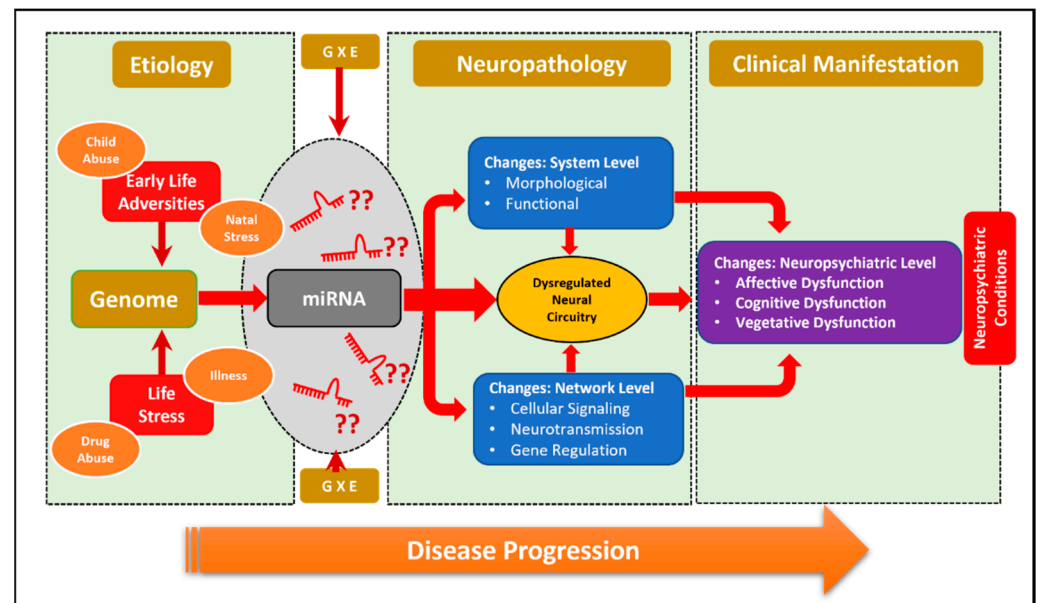 Etiology
G X E
Neuropathology
Clinical Manifestation
Child
Abuse
Early Life
Adversities
Natal
Stress
??
??
Genome
miRNA
??
??
Illness
Life
Stress
Drug
Abuse
G X E
Changes: System Level
• Morphological
• Functional
Dysregulated
Neural
Circuitry
Changes: Network Level
• Cellular Signaling
• Neurotransmission
• Gene Regulation
Changes: Neuropsychiatric Level
• Affective Dysfunction
• Cognitive Dysfunction
• Vegetative Dysfunction
Neuropsychiatric
Conditions
Disease Progression